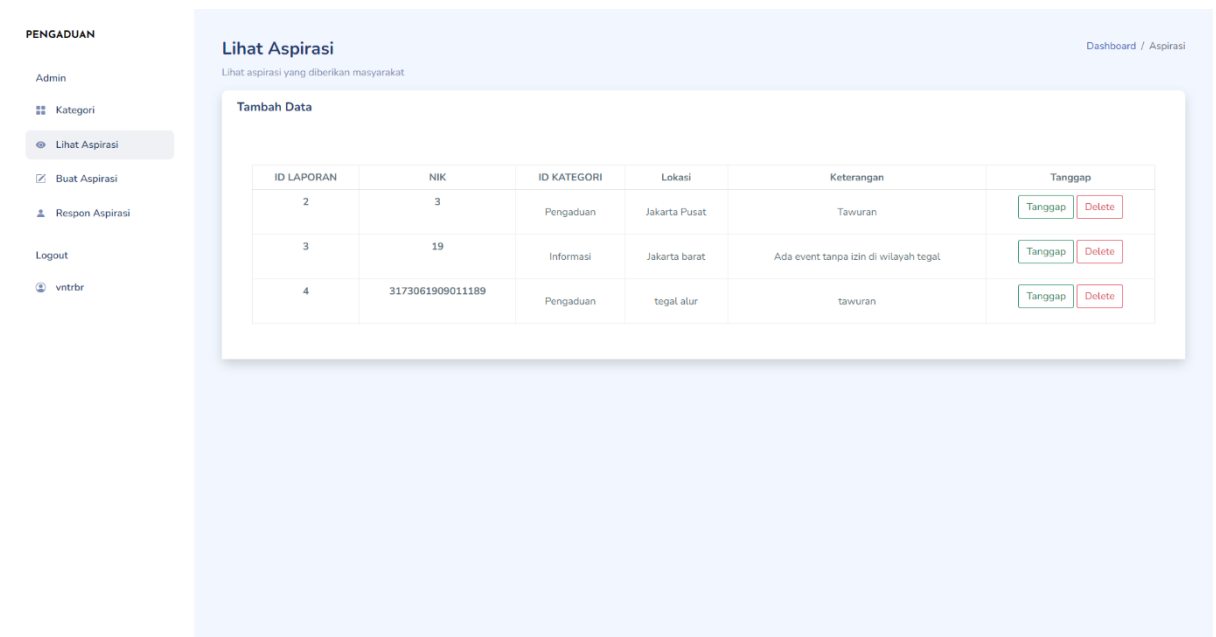 PENGADUAN
Admin
Kategori
Lihat Aspirasi
Buat Aspirasi
Respon Aspirasi
Logout
vntrbr
Lihat Aspirasi
Dashboard / Aspirasi
Lihat aspirasi yang diberikan masyarakat
Tambah Data
ID LAPORAN NIK ID KATEGORI Lokasi Keterangan Tanggap
2 3 Pengaduan Jakarta Pusat Tawuran Tanggap Delete
3 19 Informasi Jakarta barat Ada event tanpa izin di wilayah tegal Tanggap Delete
4 3173061909011189 Pengaduan tegal alur tawuran Tanggap Delete